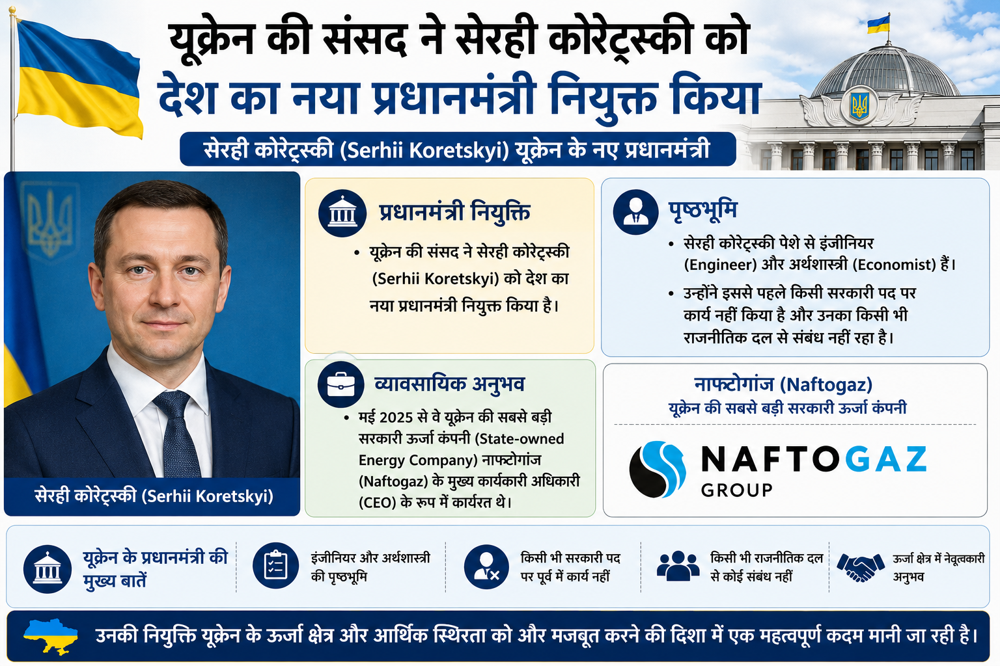 यूक्रेन की संसद ने सेरही कोरेट्स्की को
देश का नया प्रधानमंत्री नियुक्त किया
सेरही कोरेट्स्की (Serhii Koretskyi) यूक्रेन के नए प्रधानमंत्री
सेरही कोरेट्स्की (Serhii Koretskyi)
प्रधानमंत्री नियुक्ति
• यूक्रेन की संसद ने सेरही कोरेट्स्की
(Serhii Koretskyi) को देश का
नया प्रधानमंत्री नियुक्त किया है।
पृष्ठभूमि
• सेरही कोरेट्स्की पेशे से इंजीनियर
(Engineer) और अर्थशास्त्री (Economist) हैं।
• उन्होंने इससे पहले किसी सरकारी पद पर
कार्य नहीं किया है और उनका किसी भी
राजनीतिक दल से संबंध नहीं रहा है।
व्यावसायिक अनुभव
• मई 2025 से वे यूक्रेन की सबसे बड़ी
सरकारी ऊर्जा कंपनी (State-owned
Energy Company) नाफ्टोगांज
(Naftogaz) के मुख्य कार्यकारी अधिकारी
(CEO) के रूप में कार्यरत थे।
नाफ्टोगांज (Naftogaz)
यूक्रेन की सबसे बड़ी सरकारी ऊर्जा कंपनी
NAFTOGAZ
GROUP
यूक्रेन के प्रधानमंत्री की
मुख्य बातें
इंजीनियर और अर्थशास्त्री
की पृष्ठभूमि
किसी भी सरकारी पद
पर पूर्व में कार्य नहीं
किसी भी राजनीतिक दल
से कोई संबंध नहीं
ऊर्जा क्षेत्र में नेवृत्वकारी
अनुभव
उनकी नियुक्ति यूक्रेन के ऊर्जा क्षेत्र और आर्थिक स्थिरता को और मजबूत करने की दिशा में एक महत्वपूर्ण कदम मानी जा रही है।